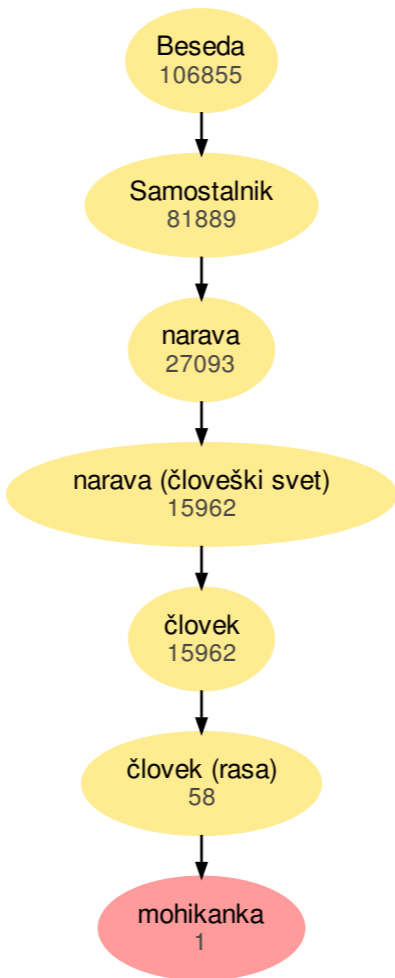 Beseda
106855
Samostalnik
81889
narava
27093
narava (človeški svet)
15962
človek
15962
človek (rasa)
58
mohikanka
1